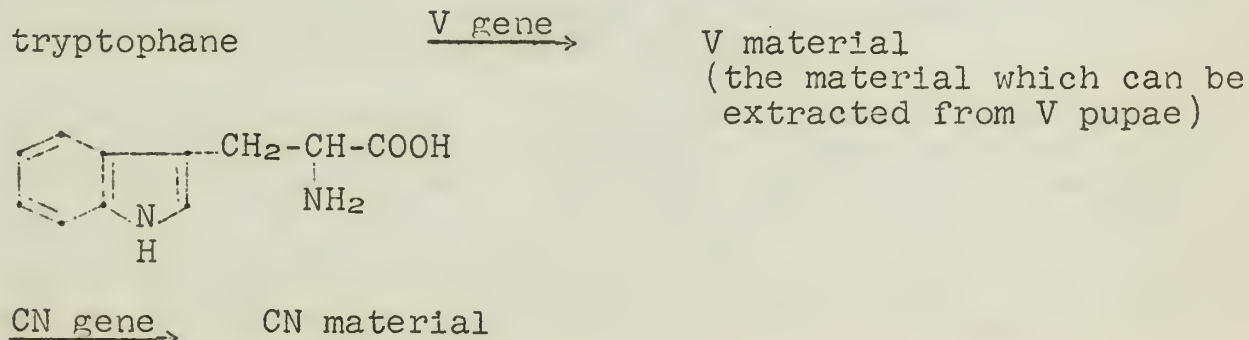 tryptophane V gene V material
(the material which can be
extracted from V pupae)
CH2-CH-COOH
NH2
N
H
CN gene CN material